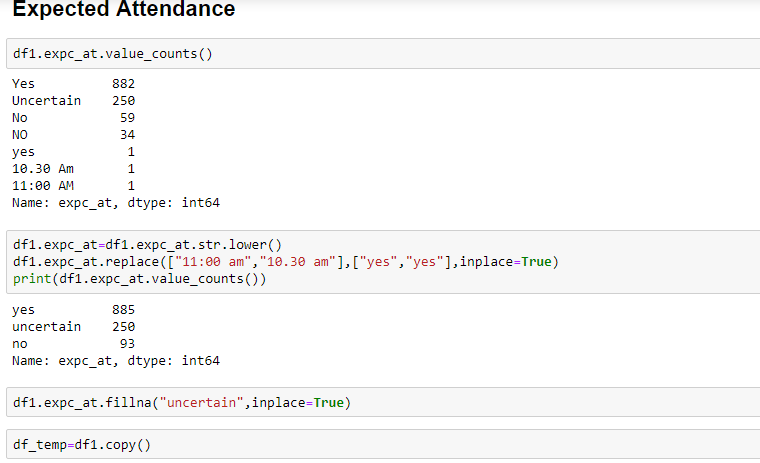 Expected Attendance
df1.expc_at.value_counts()
Yes 882
Uncertain 250
No 59
NO 34
yes 1
10.30 Am 1
11:00 AM 1
Name: expc_at, dtype: int64
df1.expc_at=df1.expc_at.str.lower()
df1.expc_at.replace(["11:00 am","10.30 am"],["yes","yes"],inplace=True)
print(df1.expc_at.value_counts())
yes 885
uncertain 250
no 93
Name: expc_at, dtype: int64
df1.expc_at.fillna("uncertain",inplace=True)
df_temp=df1.copy()